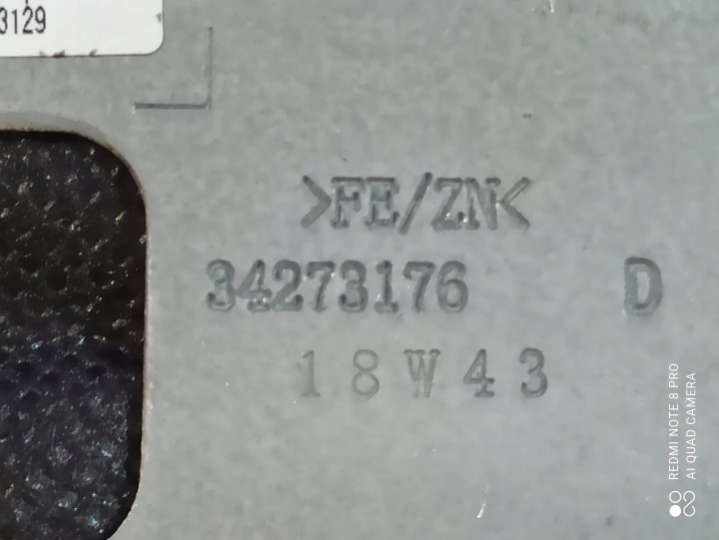 3129
>FE/ZN<
34273176 D
18W43
REDMI NOTE 8 PRO
AI QUAD CAMERA